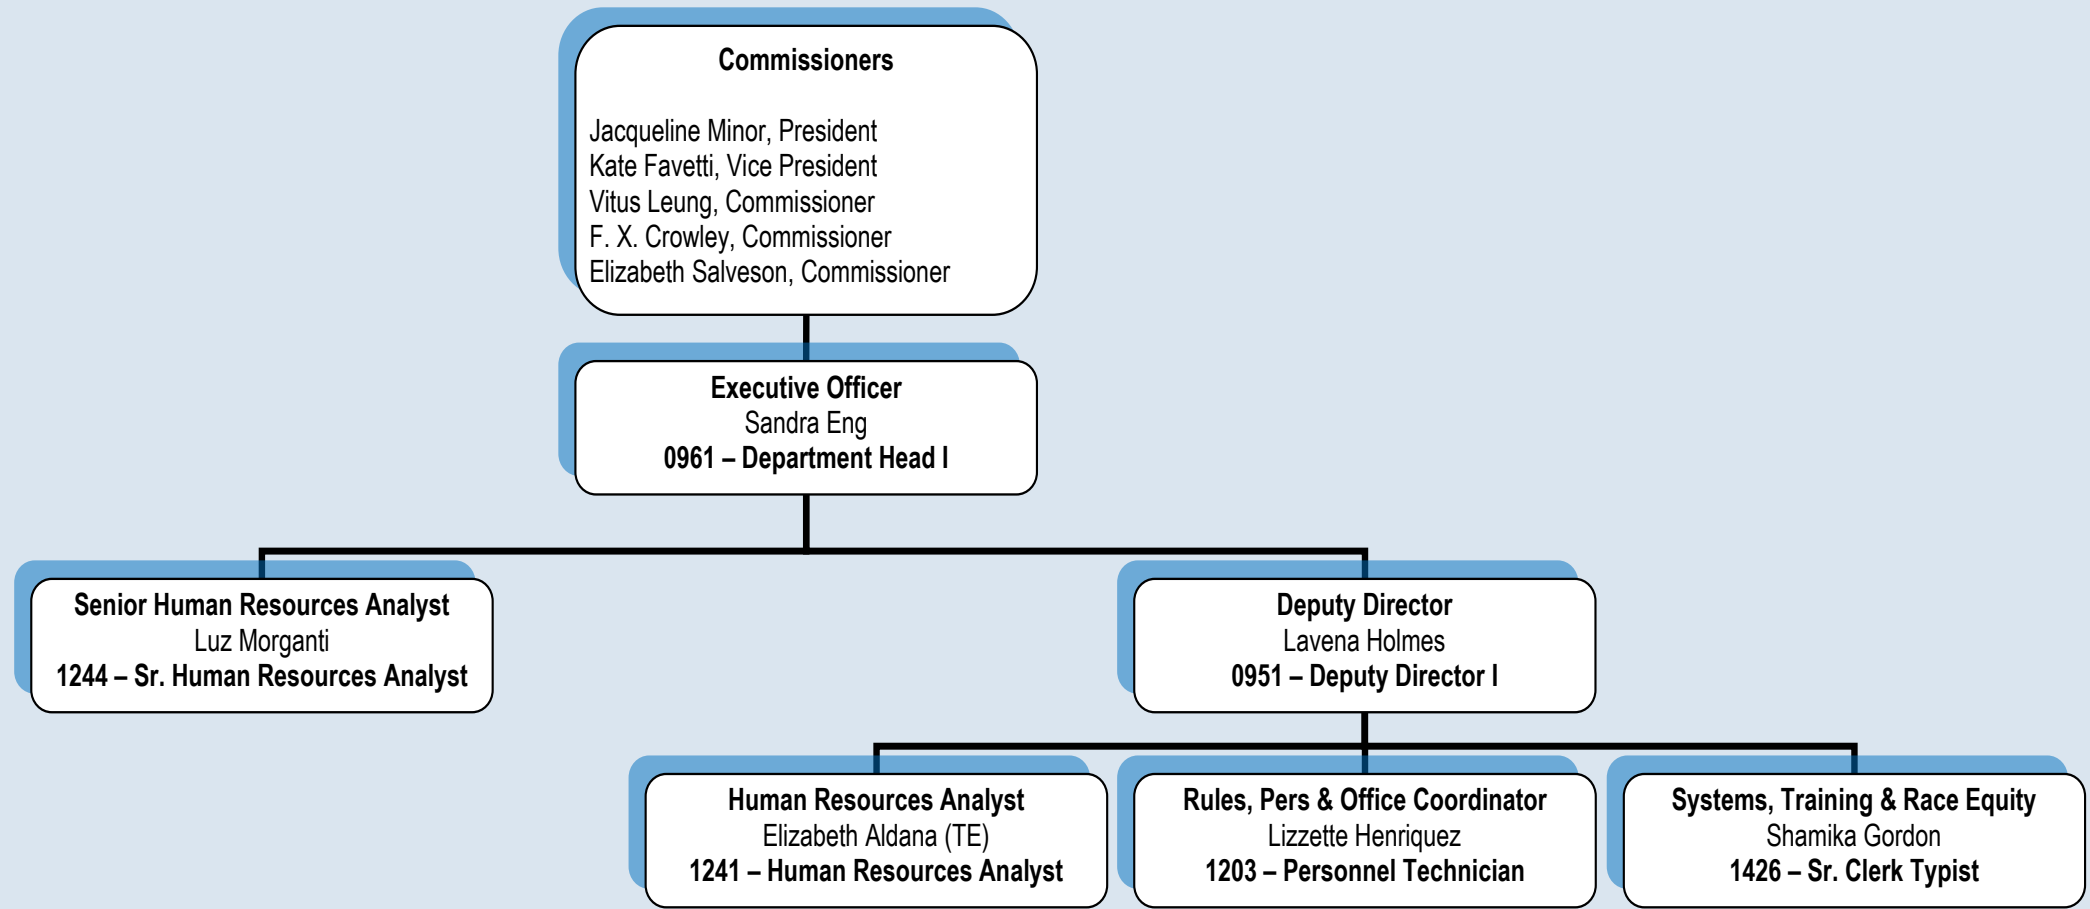 Commissioners
Jacqueline Minor, President
Kate Favetti, Vice President
Vitus Leung, Commissioner
F. X. Crowley, Commissioner
Elizabeth Salveson, Commissioner
Executive Officer
Sandra Eng
0961 – Department Head I
Senior Human Resources Analyst
Luz Morganti
1244 – Sr. Human Resources Analyst
Deputy Director
Lavena Holmes
0951 – Deputy Director I
Human Resources Analyst
Elizabeth Aldana (TE)
1241 – Human Resources Analyst
Rules, Pers & Office Coordinator
Lizzette Henriquez
1203 – Personnel Technician
Systems, Training & Race Equity
Shamika Gordon
1426 – Sr. Clerk Typist